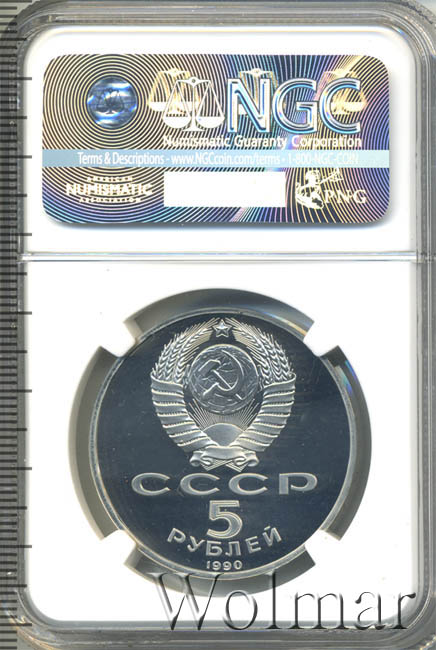 NGC
Numismatic Guaranty Corporation
Terms & Descriptions - www.NGCcoin.com/terms - 1-800-NGC-COIN
AMERICAN
NUMISMATIC
ASSOCIATION
PNG
СССР
5
РУБЛЕЙ
1990
Wolmar